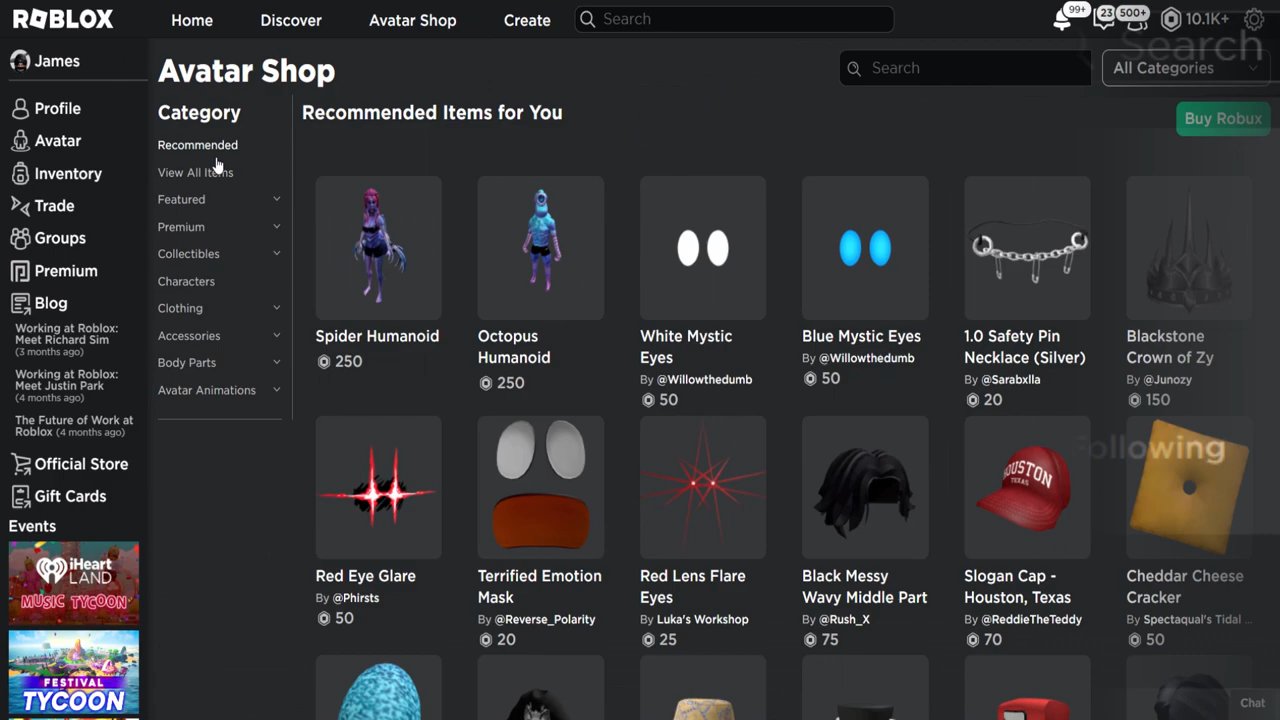 ROBLOX
Home
Discover
Avatar Shop
Create
Search
99+
23
500+
10.1K+
Search
James
Profile
Avatar
Inventory
Trade
Groups
Premium
Blog
Working at Roblox:
Meet Richard Sim
(3 months ago)
Working at Roblox:
Meet Justin Park
(4 months ago)
The Future of Work at
Roblox (4 months ago)
Official Store
Gift Cards
Events
iHeart
LAND
MUSIC TYCOON
FESTIVAL
TYCOON
Avatar Shop
Search
All Categories
Category
Recommended
View All Items
Featured
Premium
Collectibles
Characters
Clothing
Accessories
Body Parts
Avatar Animations
Recommended Items for You
Buy Robux
Spider Humanoid
250
Octopus
Humanoid
250
White Mystic
Eyes
By @Willowthedumb
50
Blue Mystic Eyes
By @Willowthedumb
50
1.0 Safety Pin
Necklace (Silver)
By @Sarabxlla
20
Blackstone
Crown of Zy
By @Junozy
150
Following
HOUSTON
TEXAS
Red Eye Glare
By @Phirsts
50
Terrified Emotion
Mask
By @Reverse_Polarity
20
Red Lens Flare
Eyes
By Luka's Workshop
25
Black Messy
Wavy Middle Part
By @Rush_X
75
Slogan Cap -
Houston, Texas
By @ReddieTheTeddy
70
Cheddar Cheese
Cracker
By Spectaqual's Tidal ...
50
Chat